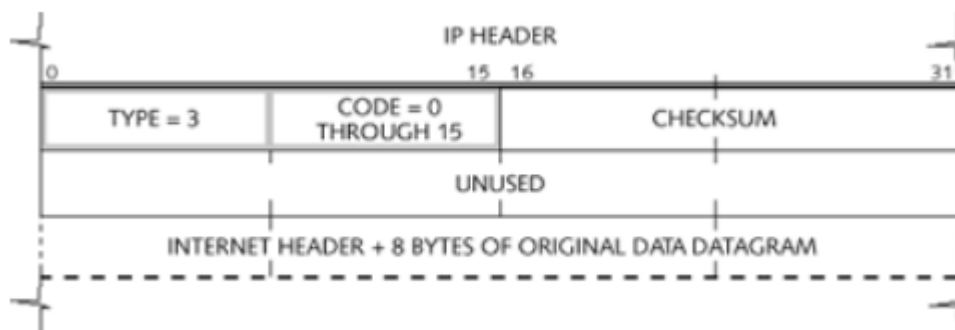 IP HEADER
0 15 16 31
TYPE = 3 CODE = 0 THROUGH 15 CHECKSUM
UNUSED
INTERNET HEADER + 8 BYTES OF ORIGINAL DATA DATAGRAM